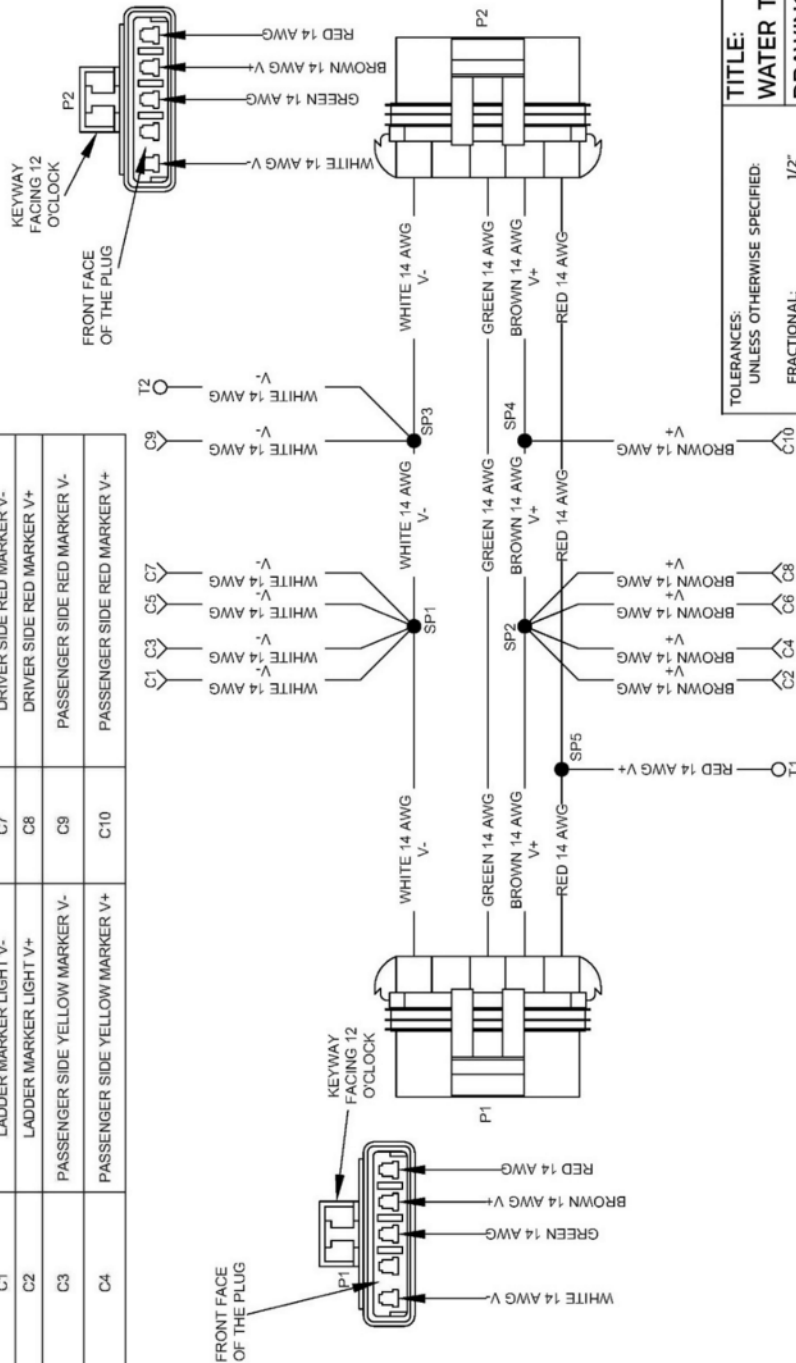 C1 LADDER MARKER LIGHT V- C7 DRIVER SIDE RED MARKER V-
C2 LADDER MARKER LIGHT V+ C8 DRIVER SIDE RED MARKER V+
C3 PASSENGER SIDE YELLOW MARKER V- C9 PASSENGER SIDE RED MARKER V-
C4 PASSENGER SIDE YELLOW MARKER V+ C10 PASSENGER SIDE RED MARKER V+
KEYWAY
FACING 12
O'CLOCK
P2
FRONT FACE
OF THE PLUG
WHITE 14 AWG V-
GREEN 14 AWG
BROWN 14 AWG V+
RED 14 AWG
C1
C3
C5
C7
C9
T2
WHITE 14 AWG
V-
WHITE 14 AWG
V-
WHITE 14 AWG
V-
WHITE 14 AWG
V-
WHITE 14 AWG
V-
WHITE 14 AWG
V-
FRONT FACE
OF THE PLUG
KEYWAY
FACING 12
O'CLOCK
P1
WHITE 14 AWG V-
GREEN 14 AWG
BROWN 14 AWG V+
RED 14 AWG
P1
WHITE 14 AWG
V-
SP1
WHITE 14 AWG
V-
SP3
WHITE 14 AWG
V-
P2
GREEN 14 AWG
GREEN 14 AWG
GREEN 14 AWG
BROWN 14 AWG
V+
SP2
BROWN 14 AWG
V+
SP4
BROWN 14 AWG
V+
RED 14 AWG
SP5
RED 14 AWG
RED 14 AWG
RED 14 AWG V+
BROWN 14 AWG
V+
BROWN 14 AWG
V+
BROWN 14 AWG
V+
BROWN 14 AWG
V+
BROWN 14 AWG
V+
T1
C2
C4
C6
C8
C10
TOLERANCES:
UNLESS OTHERWISE SPECIFIED:
FRACTIONAL: 1/2"
TITLE:
WATER T